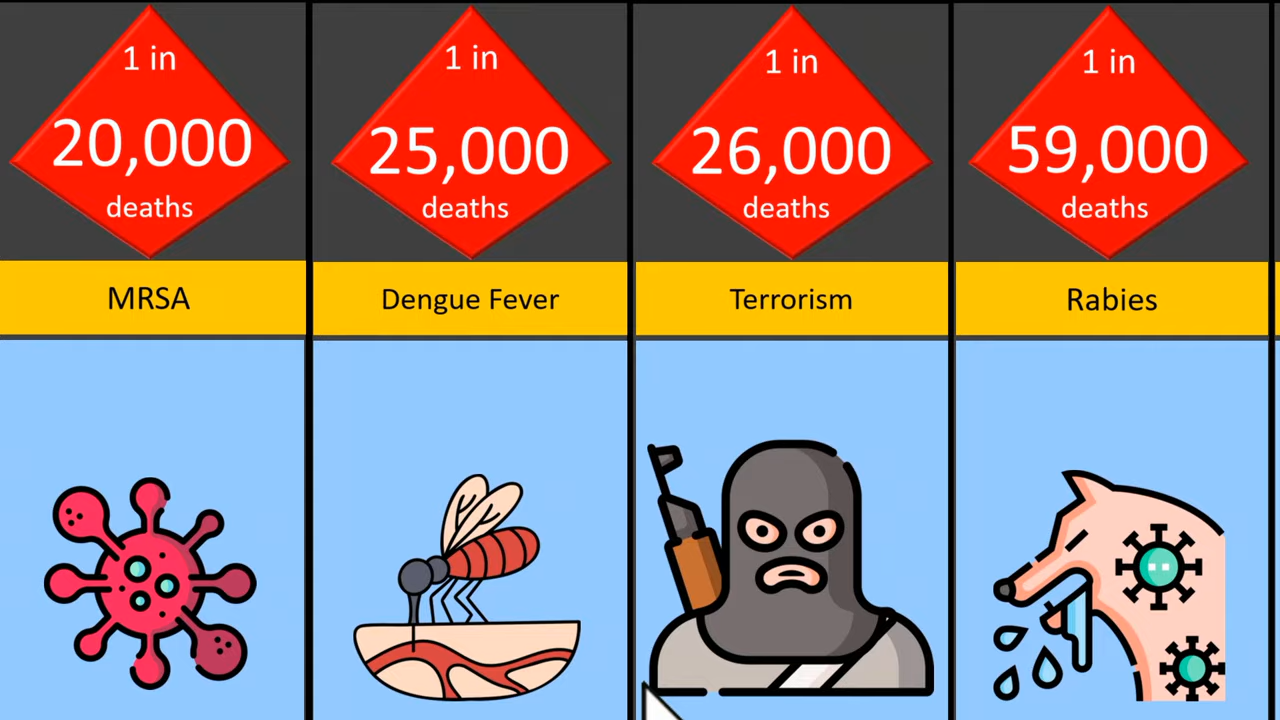 1 in
20,000
deaths
MRSA
1 in
25,000
deaths
Dengue Fever
1 in
26,000
deaths
Terrorism
1 in
59,000
deaths
Rabies